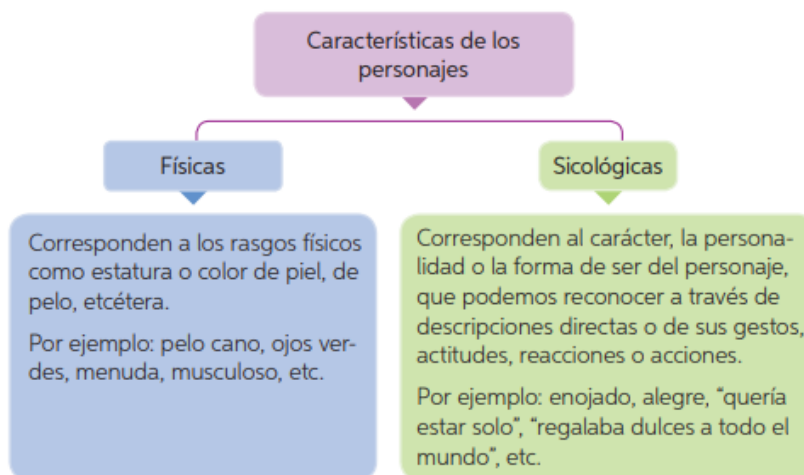 Características de los
personajes
Físicas
Sicológicas
Corresponden a los rasgos físicos
como estatura o color de piel, de
pelo, etcétera.
Por ejemplo: pelo cano, ojos ver-
des, menuda, musculoso, etc.
Corresponden al carácter, la persona-
lidad o la forma de ser del personaje,
que podemos reconocer a través de
descripciones directas o de sus gestos,
actitudes, reacciones o acciones.
Por ejemplo: enojado, alegre, “quería
estar solo”, “regalaba dulces a todo el
mundo”, etc.